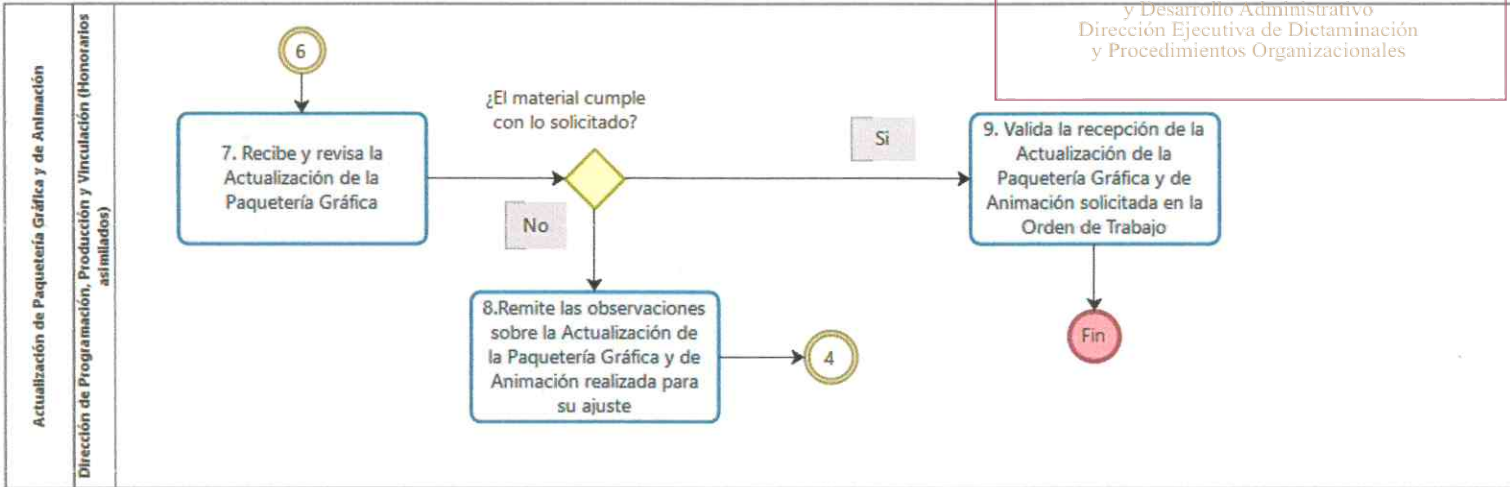 y Desarrollo Administrativo
Dirección Ejecutiva de Dictaminación
y Procedimientos Organizacionales
Actualización de Paquetería Gráfica y de Animación
Dirección de Programación, Producción y Vinculación (Honorarios
asimilados)
6
7. Recibe y revisa la
Actualización de la
Paquetería Gráfica
¿El material cumple
con lo solicitado?
Si
No
9. Valida la recepción de la
Actualización de la
Paquetería Gráfica y de
Animación solicitada en la
Orden de Trabajo
8.Remite las observaciones
sobre la Actualización de
la Paquetería Gráfica y de
Animación realizada para
su ajuste
4
Fin